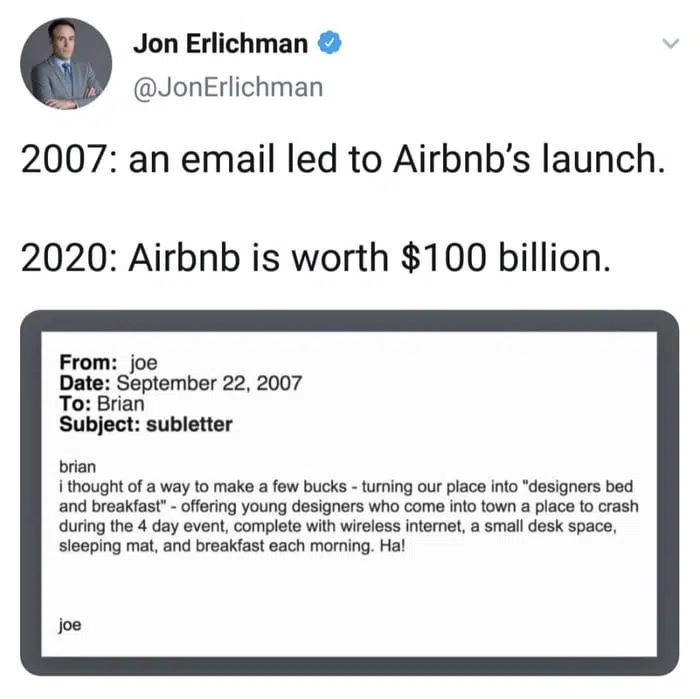 Jon Erlichman
@JonErlichman
2007: an email led to Airbnb’s launch.
2020: Airbnb is worth $100 billion.
From: joe
Date: September 22, 2007
To: Brian
Subject: subletter
brian
i thought of a way to make a few bucks - turning our place into "designers bed
and breakfast" - offering young designers who come into town a place to crash
during the 4 day event, complete with wireless internet, a small desk space,
sleeping mat, and breakfast each morning. Ha!
joe